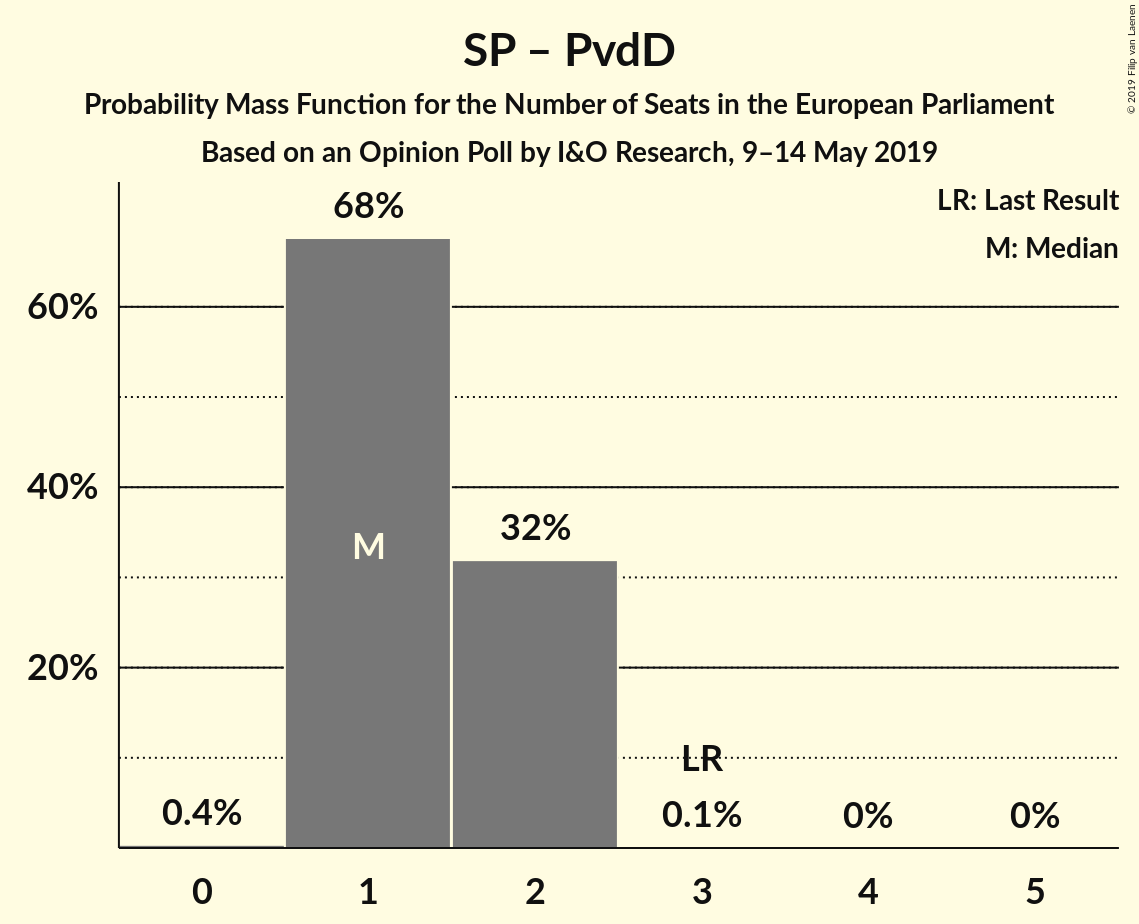 SP – PvdD
Probability Mass Function for the Number of Seats in the European Parliament
Based on an Opinion Poll by I&O Research, 9–14 May 2019
© 2019 Filip van Laenen
LR: Last Result
M: Median
68%
60%
40%
32%
M
20%
LR
0.4%
0.1%
0%
0%
0
1
2
3
4
5